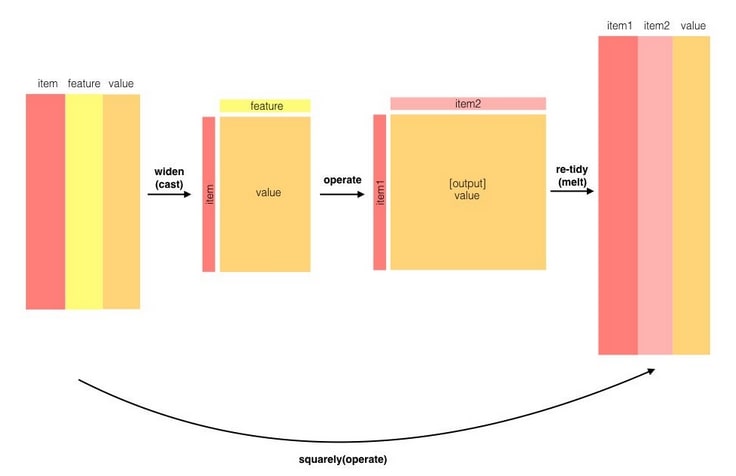 item1 item2 value
item feature value
feature
item2
widen
(cast)
item
value
operate
item1
[output]
value
re-tidy
(melt)
squarely(operate)